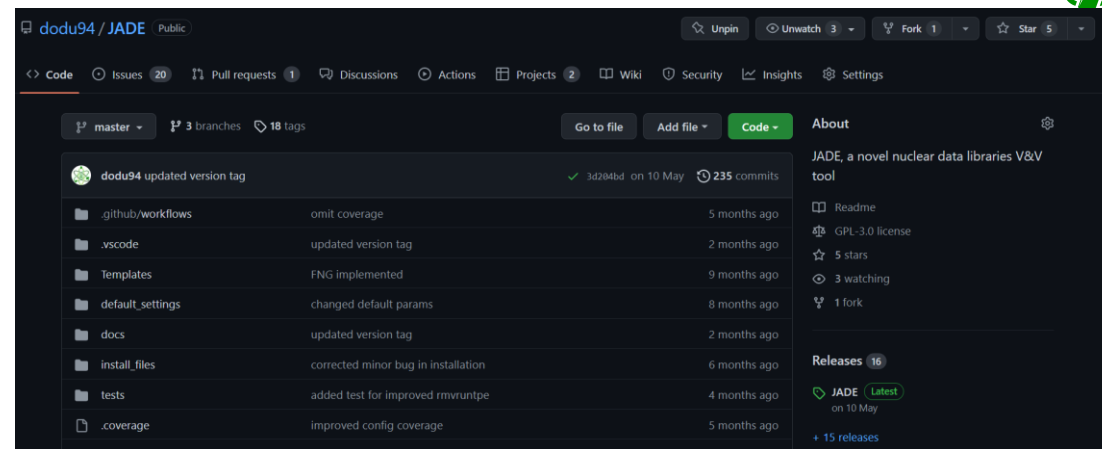 dodu94 / JADE Public
Unpin Unwatch 3 Fork 1 Star 5
<> Code Issues 20 Pull requests 1 Discussions Actions Projects 2 Wiki Security Insights Settings
master 3 branches 18 tags Go to file Add file Code
dodu94 updated version tag 3d204bd on 10 May 235 commits
.github/workflows omit coverage 5 months ago
.vscode updated version tag 2 months ago
Templates FNG implemented 9 months ago
default_settings changed default params 8 months ago
docs updated version tag 2 months ago
install_files corrected minor bug in installation 6 months ago
tests added test for improved rmvruntpe 4 months ago
.coverage improved config coverage 5 months ago
About
JADE, a novel nuclear data libraries V&V
tool
Readme
GPL-3.0 license
5 stars
3 watching
1 fork
Releases 16
JADE Latest
on 10 May
+ 15 releases